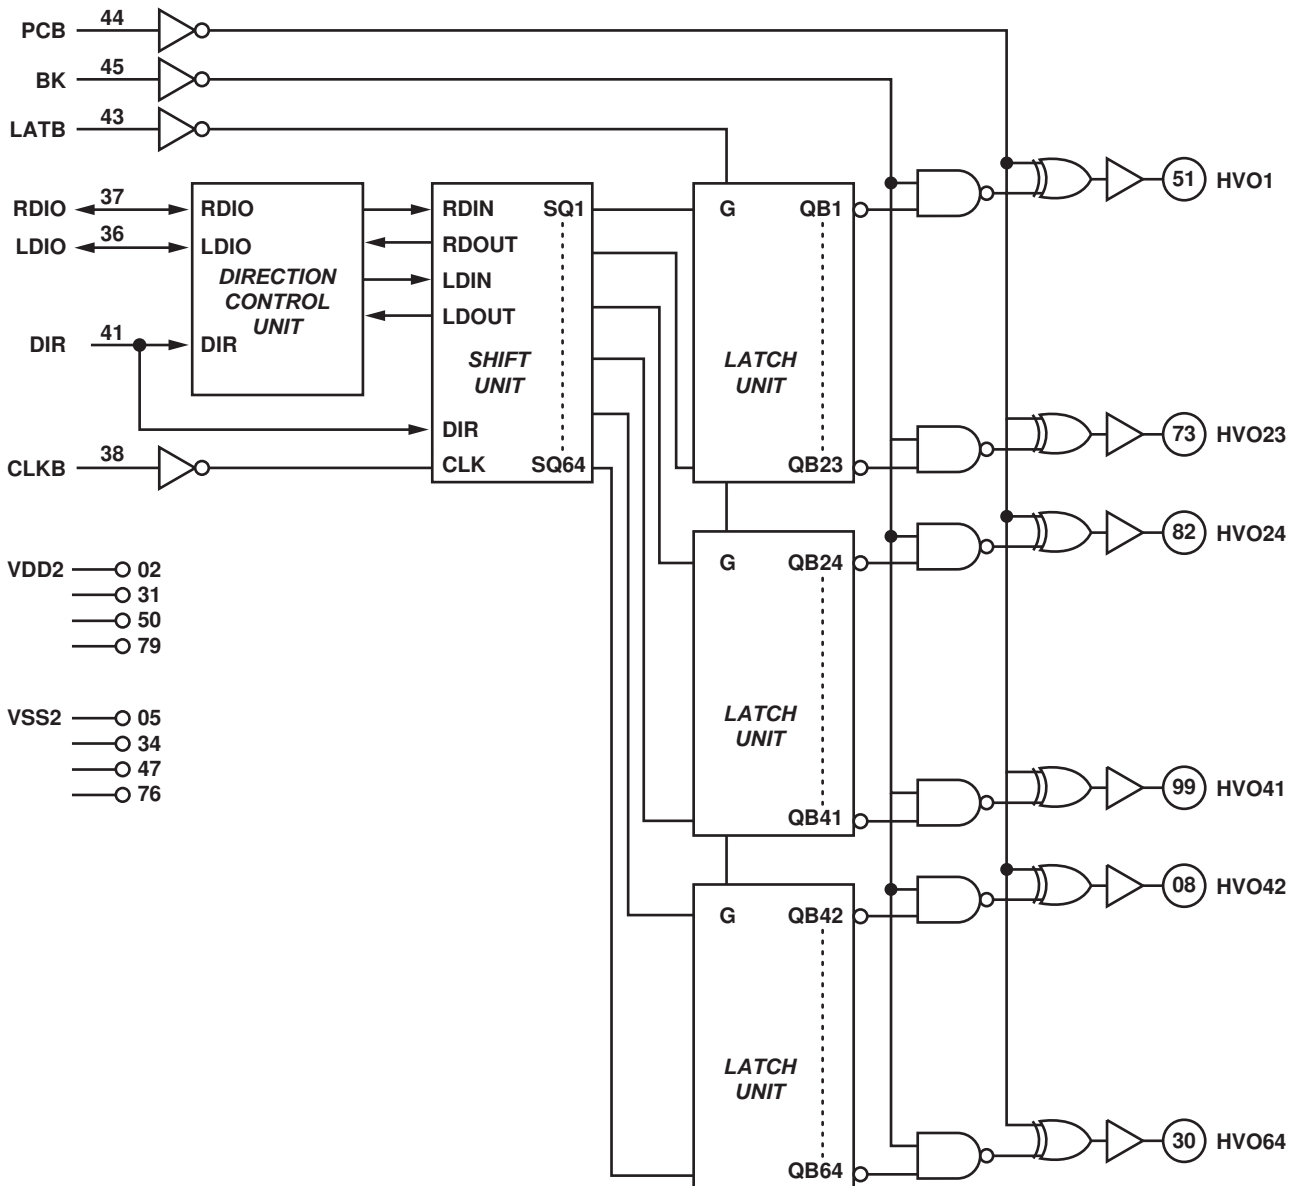 PCB 44
BK 45
LATB 43
RDIO 37
LDIO 36
DIR 41
CLKB 38
VDD2 02
31
50
79
VSS2 05
34
47
76
RDIO
LDIO
DIRECTION
CONTROL
UNIT
DIR
RDIN SQ1
RDOUT
LDIN
LDOUT
SHIFT
UNIT
DIR
CLK SQ64
G QB1
LATCH
UNIT
QB23
G QB24
LATCH
UNIT
QB41
G QB42
LATCH
UNIT
QB64
51 HVO1
73 HVO23
82 HVO24
99 HVO41
08 HVO42
30 HVO64